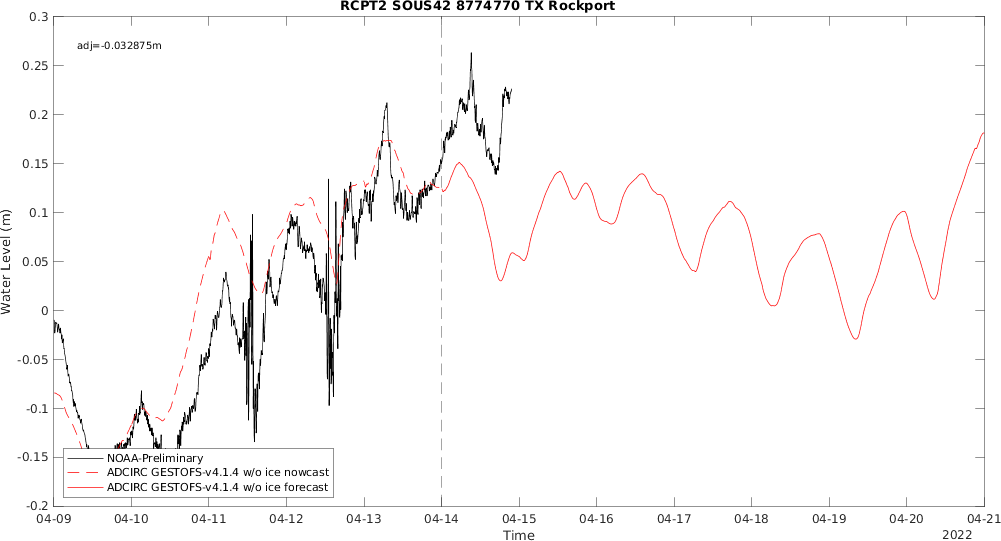 RCPT2 SOUS42 8774770 TX Rockport
adj=-0.032875m
0.3
0.25
0.2
0.15
0.1
0.05
0
-0.05
-0.1
-0.15
-0.2
Water Level (m)
NOAA-Preliminary
ADCIRC GESTOFS-v4.1.4 w/o ice nowcast
ADCIRC GESTOFS-v4.1.4 w/o ice forecast
04-09 04-10 04-11 04-12 04-13 04-14 04-15 04-16 04-17 04-18 04-19 04-20 04-21
Time
2022